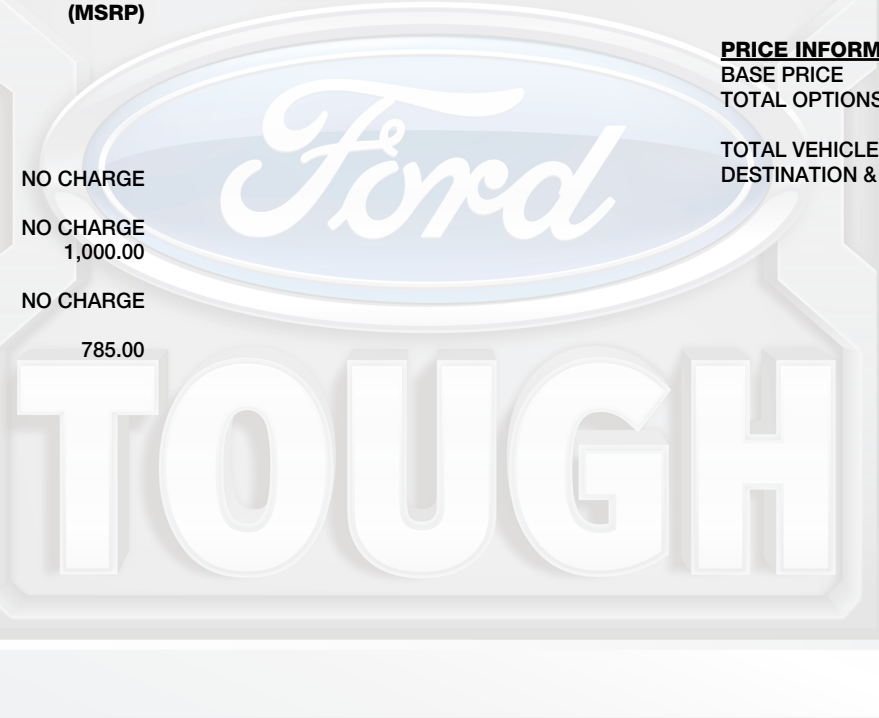 (MSRP)
NO CHARGE
NO CHARGE
1,000.00
NO CHARGE
785.00
PRICE INFORM
BASE PRICE
TOTAL OPTIONS
TOTAL VEHICLE
DESTINATION &
Ford
TOUGH